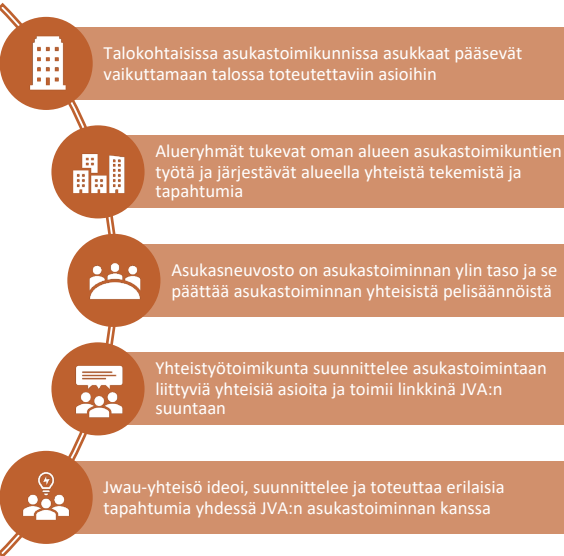 Talokohtaisissa asukastoimikunnissa asukkaat pääsevät
vaikuttamaan talossa toteutettaviin asioihin
Alueryhmät tukevat oman alueen asukastoimikuntien
työtä ja järjestävät alueella yhteistä tekemistä ja
tapahtumia
Asukasneuvosto on asukastoiminnan ylin taso ja se
päättää asukastoiminnan yhteisistä pelisäännöistä
Yhteistyötoimikunta suunnittelee asukastoimintaan
liittyviä yhteisiä asioita ja toimii linkkinä JVA:n
suuntaan
Jwau-yhteisö ideoi, suunnittelee ja toteuttaa erilaisia
tapahtumia yhdessä JVA:n asukastoiminnan kanssa